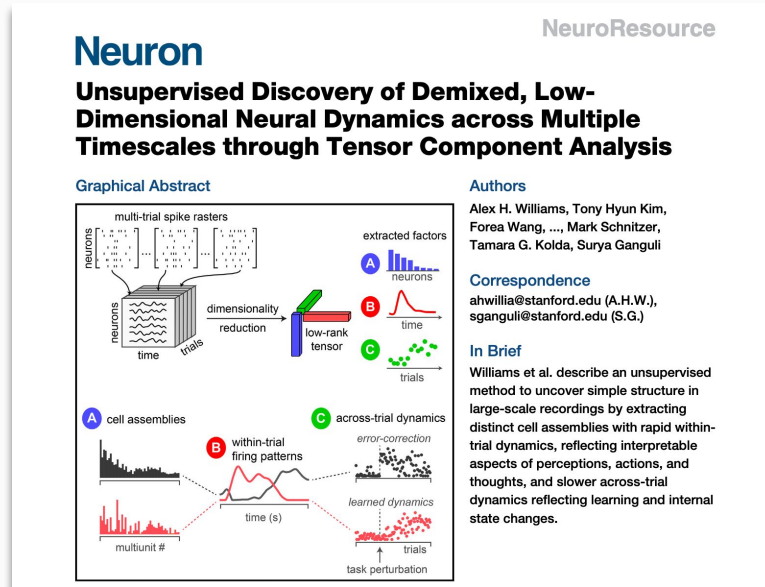 NeuroResource
Neuron
Unsupervised Discovery of Demixed, Low-
Dimensional Neural Dynamics across Multiple
Timescales through Tensor Component Analysis
Graphical Abstract
multi-trial spike rasters
neurons
...
...
neurons
time
trials
dimensionality
reduction
low-rank
tensor
extracted factors
A
neurons
B
time
C
trials
A cell assemblies
multiunit #
B within-trial
firing patterns
time (s)
C across-trial dynamics
error-correction
learned dynamics
trials
task perturbation
Authors
Alex H. Williams, Tony Hyun Kim,
Forea Wang, ..., Mark Schnitzer,
Tamara G. Kolda, Surya Ganguli
Correspondence
ahwillia@stanford.edu (A.H.W.),
sganguli@stanford.edu (S.G.)
In Brief
Williams et al. describe an unsupervised
method to uncover simple structure in
large-scale recordings by extracting
distinct cell assemblies with rapid within-
trial dynamics, reflecting interpretable
aspects of perceptions, actions, and
thoughts, and slower across-trial
dynamics reflecting learning and internal
state changes.